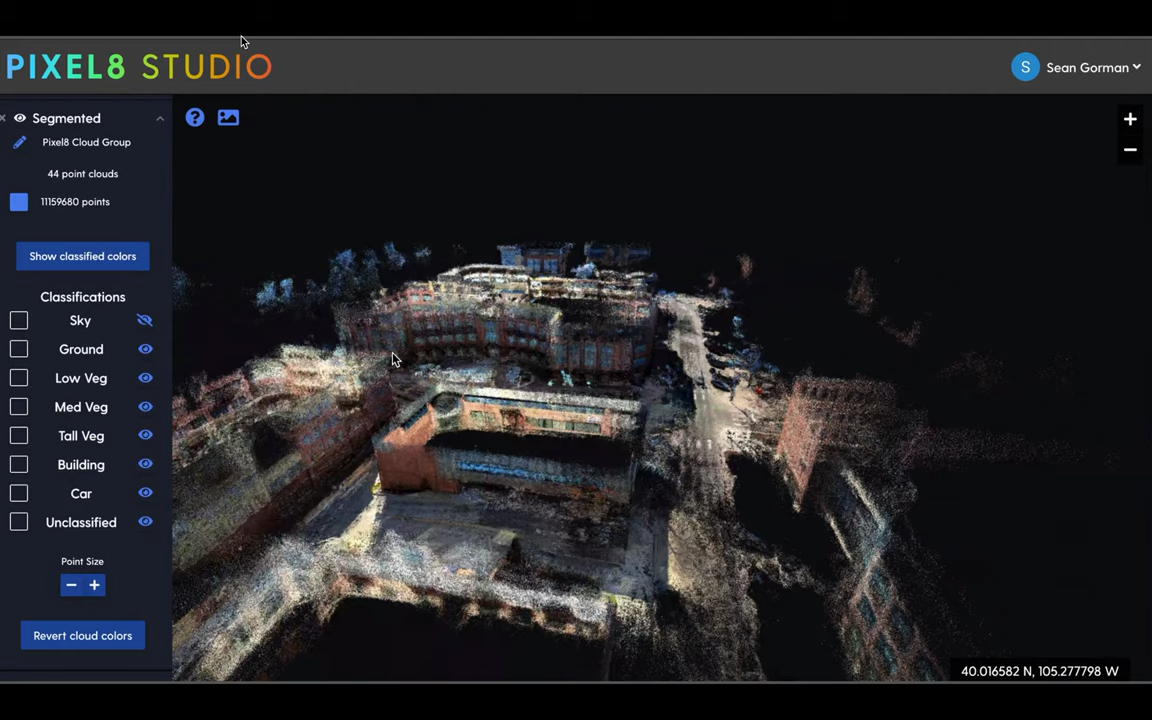 PIXEL8 STUDIO
S
Sean Gorman
Segmented
Pixel8 Cloud Group
44 point clouds
11159680 points
Show classified colors
Classifications
Sky
Ground
Low Veg
Med Veg
Tall Veg
Building
Car
Unclassified
Point Size
Revert cloud colors
40.016582 N, 105.277798 W